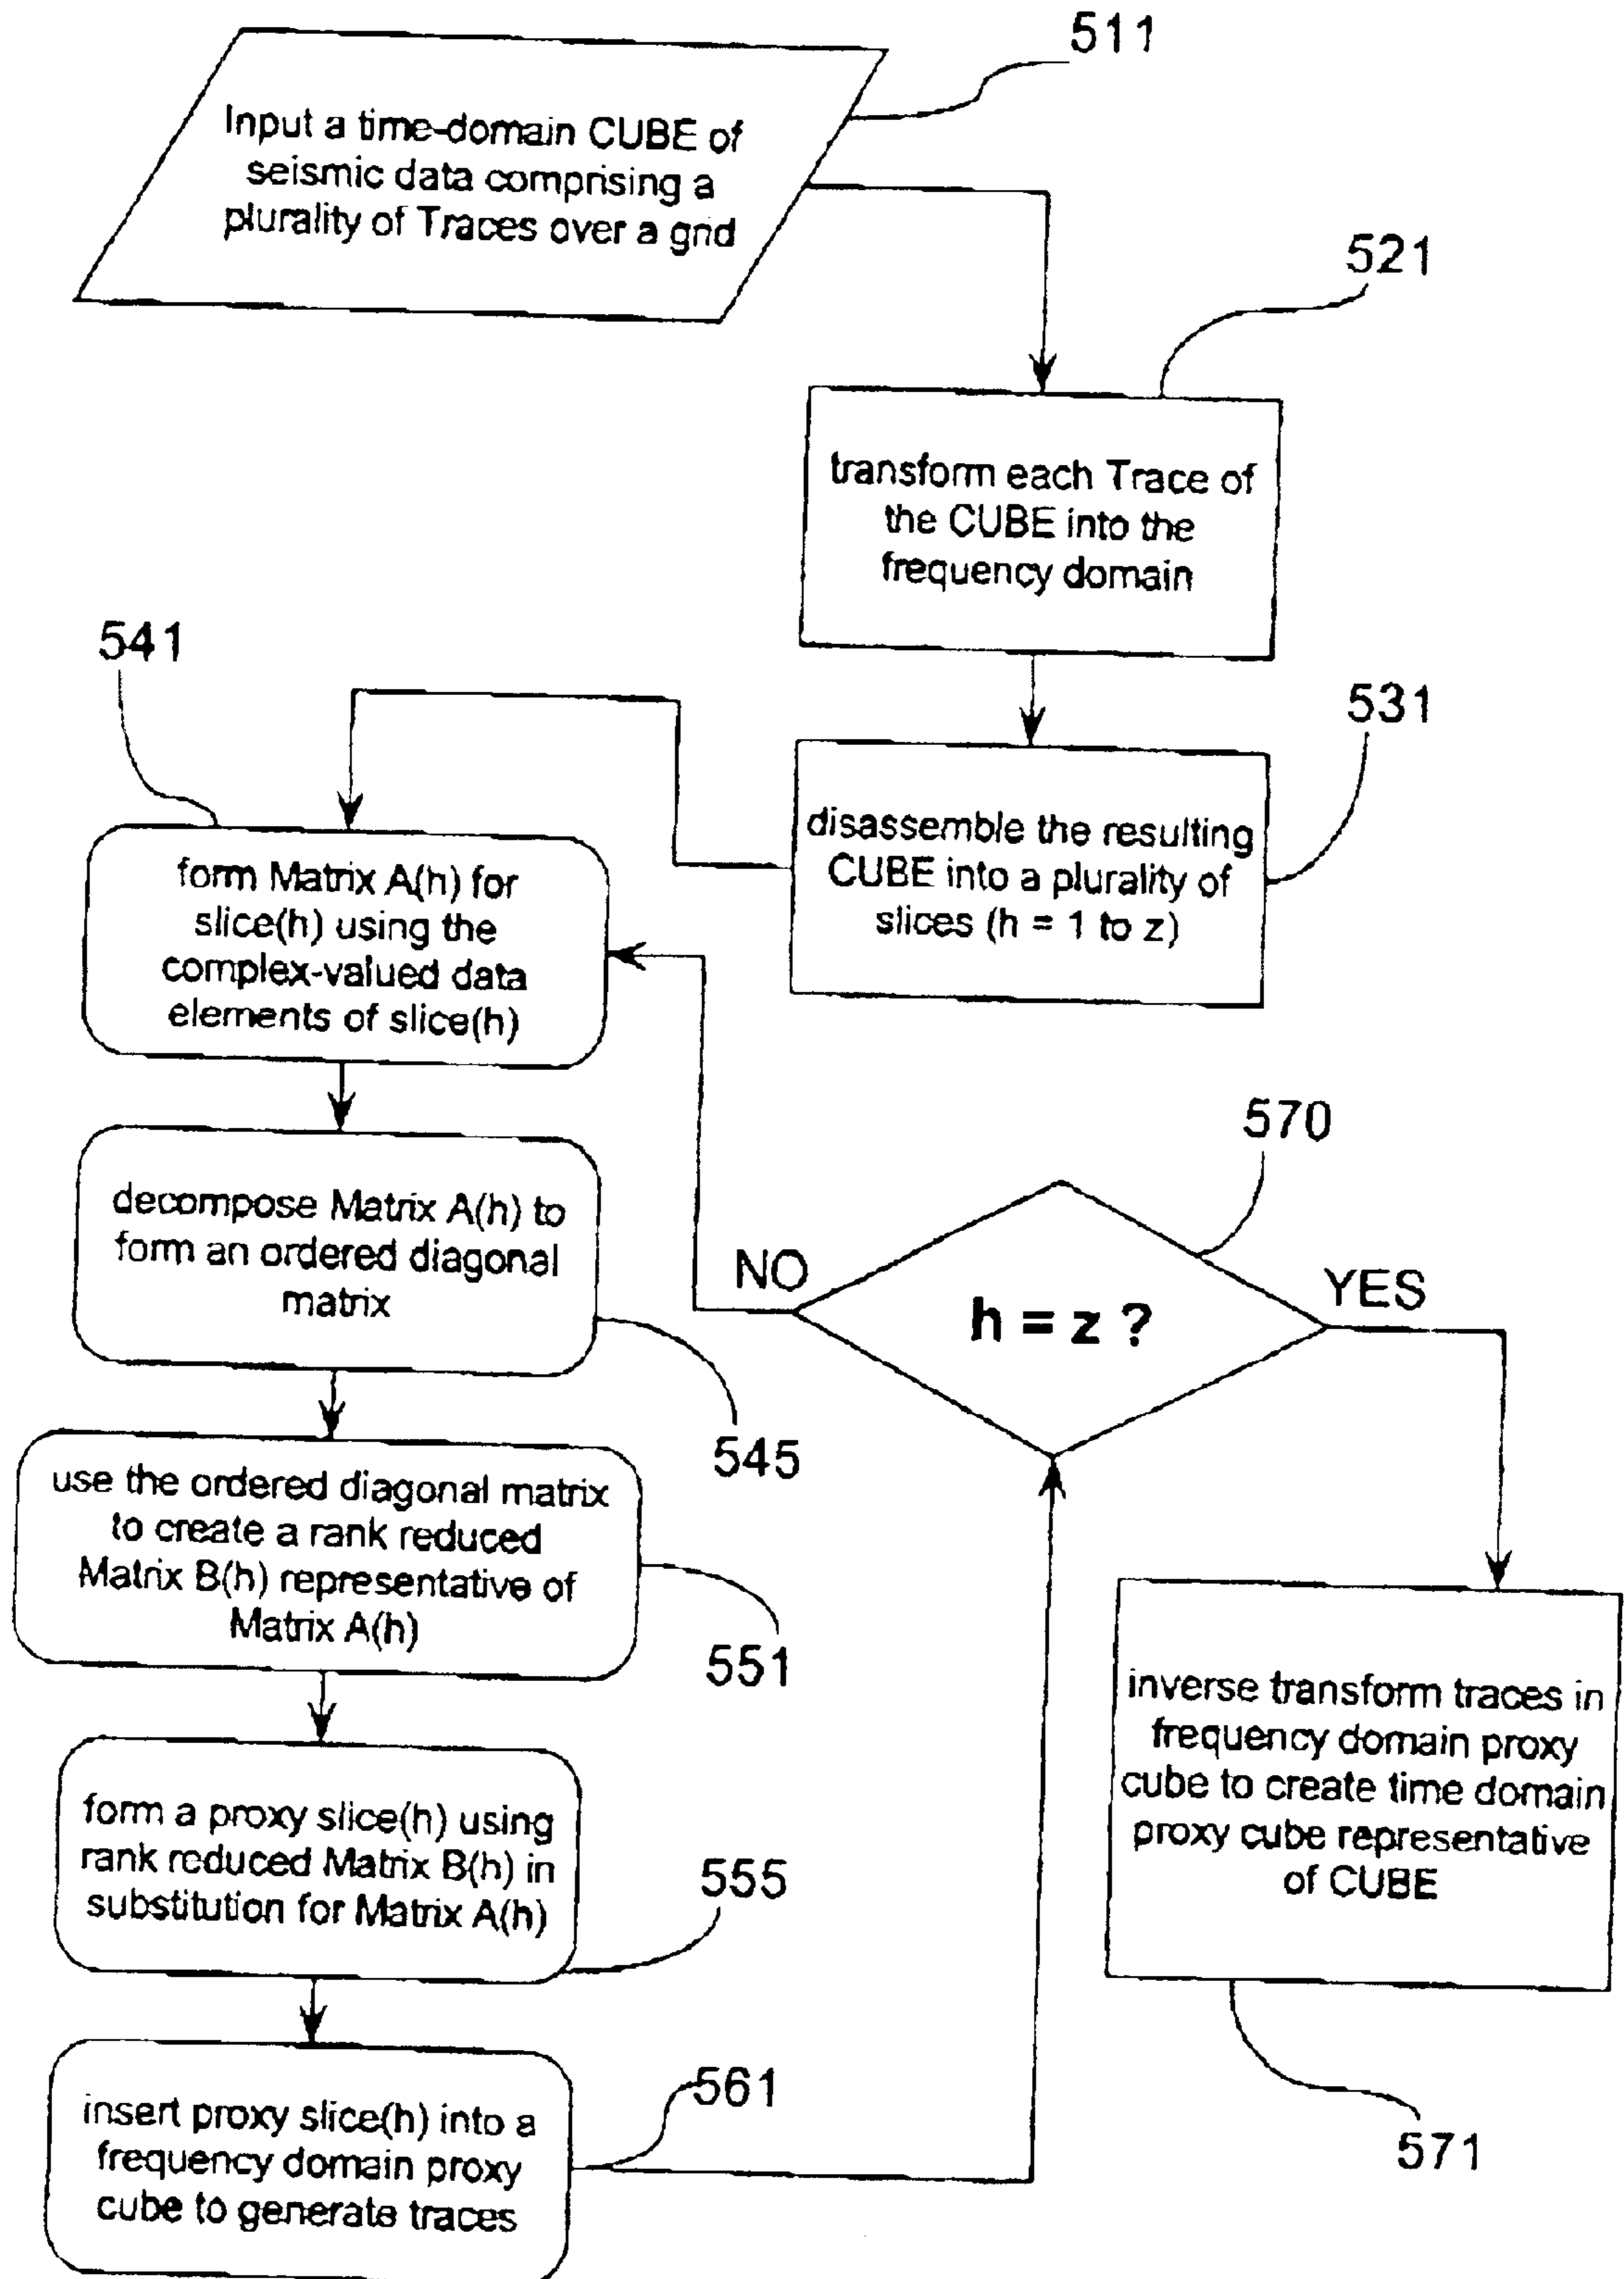 511
Input a time-domain CUBE of
seismic data comprising a
plurality of Traces over a grid
521
transform each Trace of
the CUBE into the
frequency domain
541
531
disassemble the resulting
CUBE into a plurality of
slices (h = 1 to z)
form Matrix A(h) for
slice(h) using the
complex-valued data
elements of slice(h)
570
decompose Matrix A(h) to
form an ordered diagonal
matrix
NO
h = z ?
YES
545
use the ordered diagonal matrix
to create a rank reduced
Matrix B(h) representative of
Matrix A(h)
551
inverse transform traces in
frequency domain proxy
cube to create time domain
proxy cube representative
of CUBE
form a proxy slice(h) using
rank reduced Matrix B(h) in
substitution for Matrix A(h)
555
561
insert proxy slice(h) into a
frequency domain proxy
cube to generate traces
571